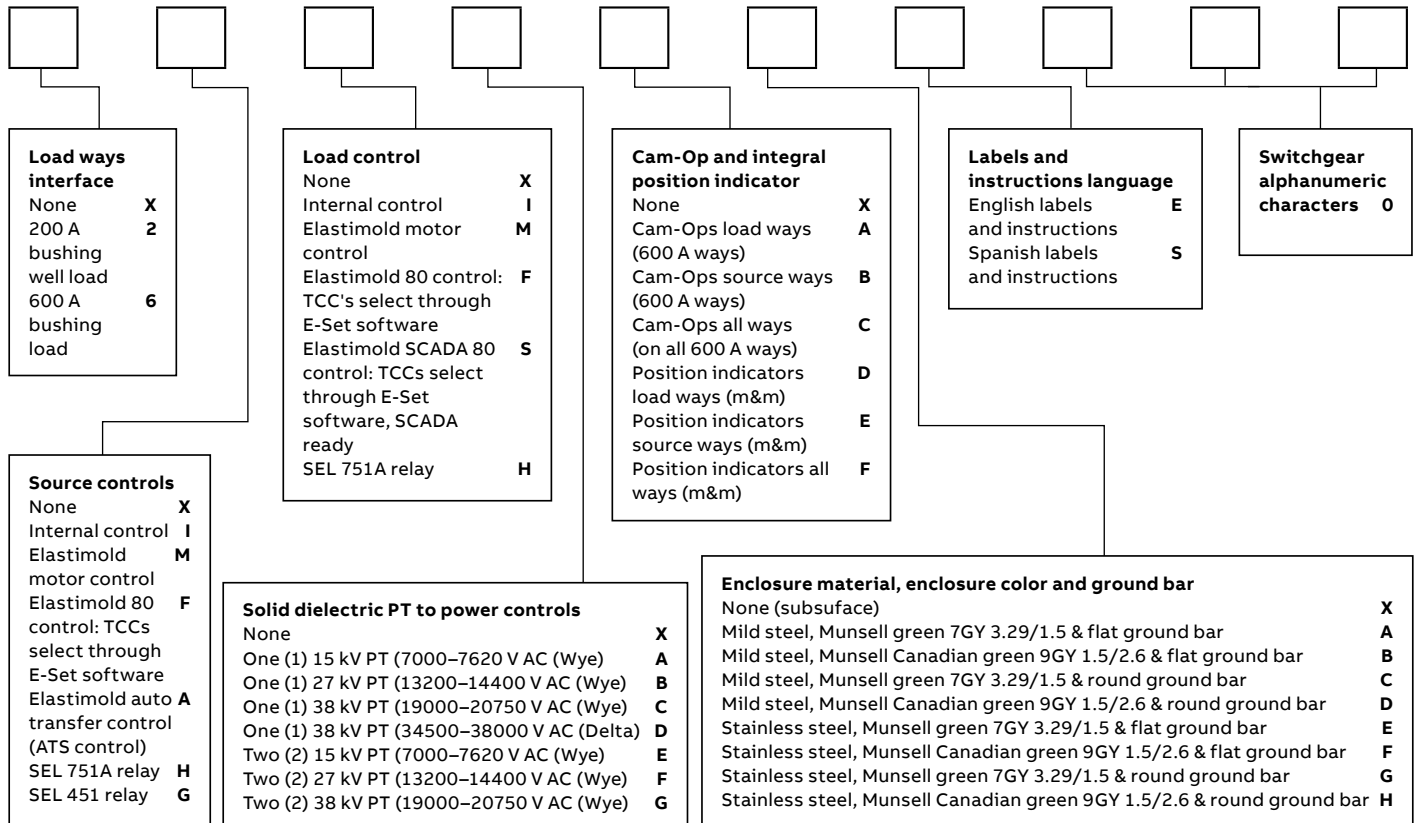 Load ways
interface
None X
200 A 2
bushing
well load
600 A 6
bushing
load
Source controls
None X
Internal control I
Elastimold M
motor control
Elastimold 80 F
control: TCCs
select through
E-Set software
Elastimold auto A
transfer control
(ATS control)
SEL 751A relay H
SEL 451 relay G
Load control
None X
Internal control I
Elastimold motor M
control
Elastimold 80 control: F
TCC's select through
E-Set software
Elastimold SCADA 80 S
control: TCCs select
through E-Set
software, SCADA
ready
SEL 751A relay H
Solid dielectric PT to power controls
None X
One (1) 15 kV PT (7000–7620 V AC (Wye) A
One (1) 27 kV PT (13200–14400 V AC (Wye) B
One (1) 38 kV PT (19000–20750 V AC (Wye) C
One (1) 38 kV PT (34500–38000 V AC (Delta) D
Two (2) 15 kV PT (7000–7620 V AC (Wye) E
Two (2) 27 kV PT (13200–14400 V AC (Wye) F
Two (2) 38 kV PT (19000–20750 V AC (Wye) G
Cam-Op and integral
position indicator
None X
Cam-Ops load ways A
(600 A ways)
Cam-Ops source ways B
(600 A ways)
Cam-Ops all ways C
(on all 600 A ways)
Position indicators D
load ways (m&m)
Position indicators E
source ways (m&m)
Position indicators all F
ways (m&m)
Enclosure material, enclosure color and ground bar
None (subsuface) X
Mild steel, Munsell green 7GY 3.29/1.5 & flat ground bar A
Mild steel, Munsell Canadian green 9GY 1.5/2.6 & flat ground bar B
Mild steel, Munsell green 7GY 3.29/1.5 & round ground bar C
Mild steel, Munsell Canadian green 9GY 1.5/2.6 & round ground bar D
Stainless steel, Munsell green 7GY 3.29/1.5 & flat ground bar E
Stainless steel, Munsell Canadian green 9GY 1.5/2.6 & flat ground bar F
Stainless steel, Munsell green 7GY 3.29/1.5 & round ground bar G
Stainless steel, Munsell Canadian green 9GY 1.5/2.6 & round ground bar H
Labels and
instructions language
English labels E
and instructions
Spanish labels S
and instructions
Switchgear
alphanumeric
characters 0